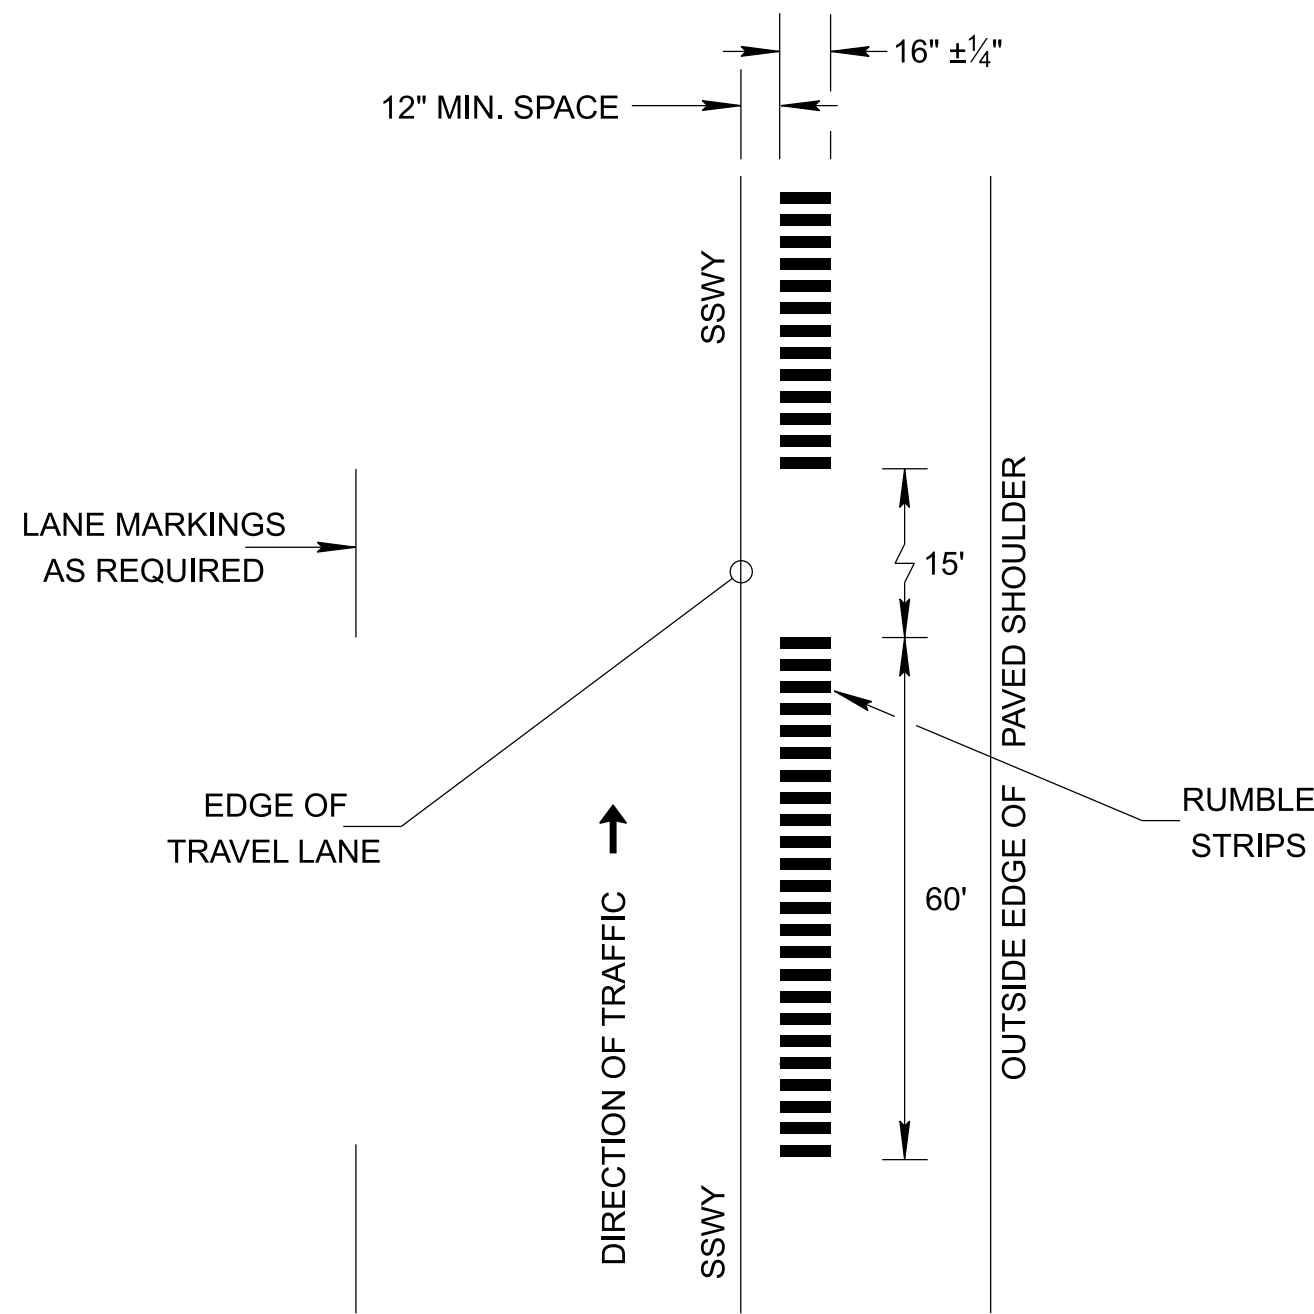 16" ±¼"
12" MIN. SPACE
SSWY
LANE MARKINGS
AS REQUIRED
15'
OUTSIDE EDGE OF PAVED SHOULDER
EDGE OF
TRAVEL LANE
RUMBLE
STRIPS
60'
DIRECTION OF TRAFFIC
SSWY